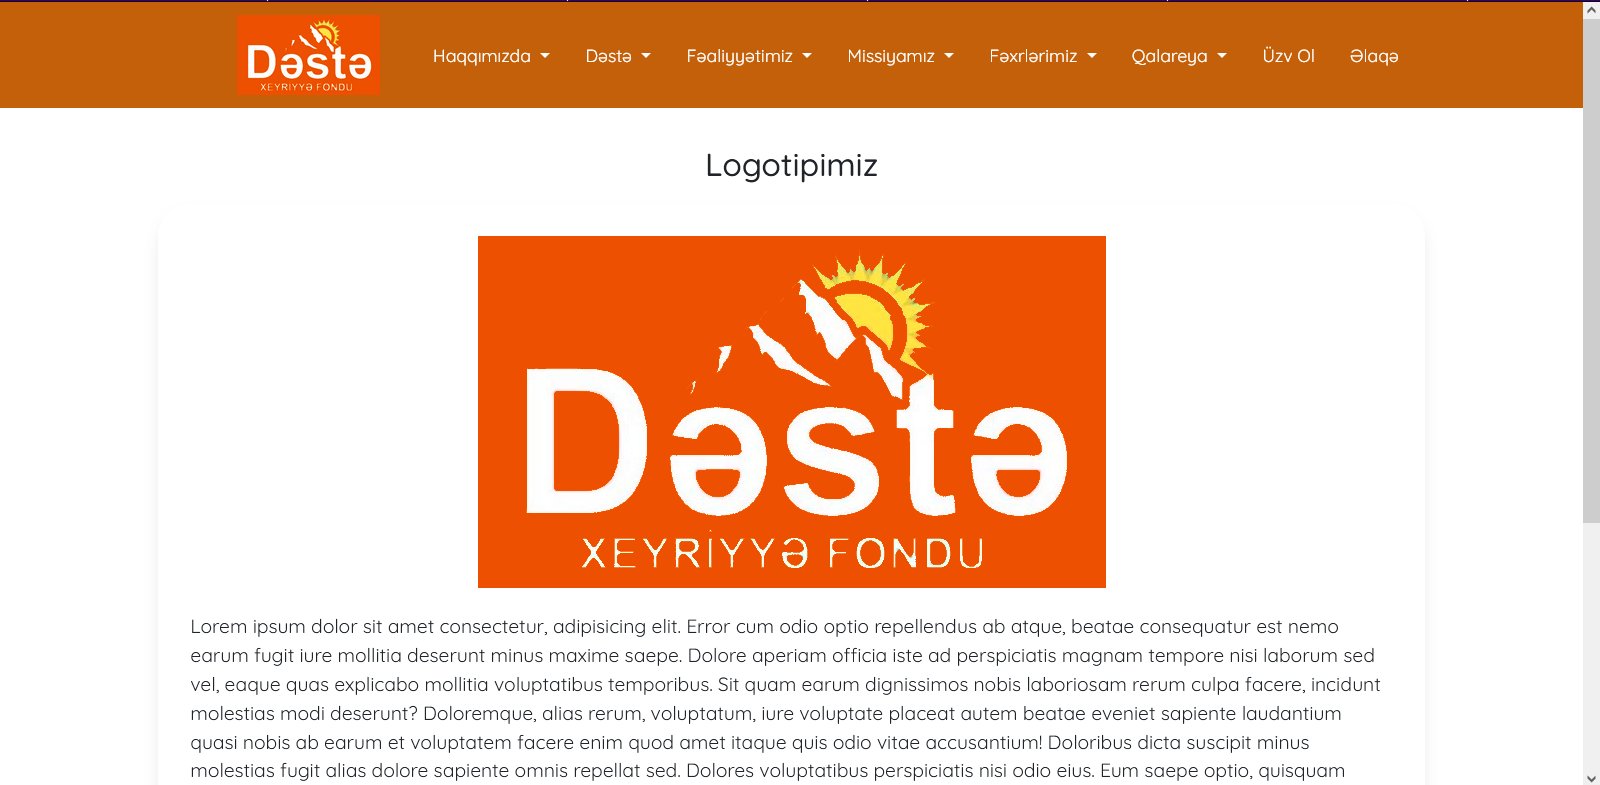 Dəstə
XEYRİYYƏ FONDU
Haqqımızda Dəstə Fəaliyyətimiz Missiyamız Fəxrlərimiz Qalareya Üzv Ol Əlaqə
Logotipimiz
Dəstə
XEYRİYYƏ FONDU
Lorem ipsum dolor sit amet consectetur, adipisicing elit. Error cum odio optio repellendus ab atque, beatae consequatur est nemo
earum fugit iure mollitia deserunt minus maxime saepe. Dolore aperiam officia iste ad perspiciatis magnam tempore nisi laborum sed
vel, eaque quas explicabo mollitia voluptatibus temporibus. Sit quam earum dignissimos nobis laboriosam rerum culpa facere, incidunt
molestias modi deserunt? Doloremque, alias rerum, voluptatum, iure voluptate placeat autem beatae eveniet sapiente laudantium
quasi nobis ab earum et voluptatem facere enim quod amet itaque quis odio vitae accusantium! Doloribus dicta suscipit minus
molestias fugit alias dolore sapiente omnis repellat sed. Dolores voluptatibus perspiciatis nisi odio eius. Eum saepe optio, quisquam